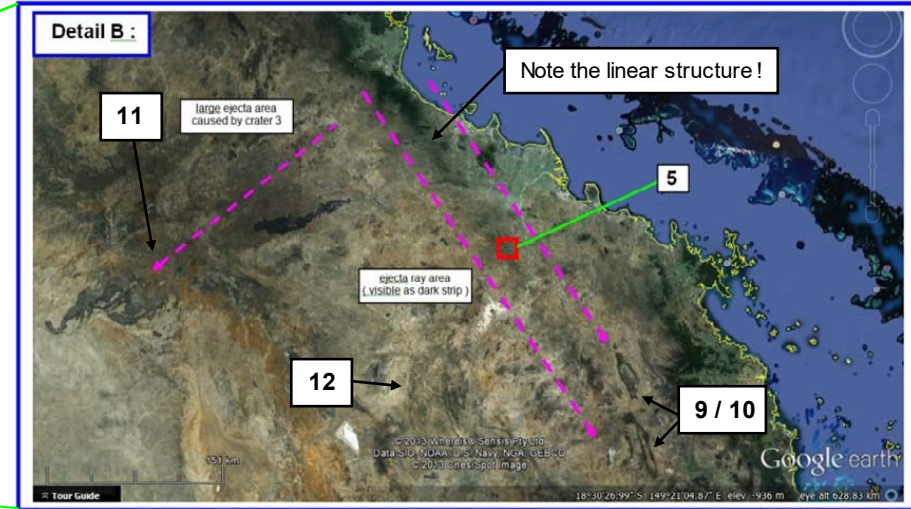 Detail B :
Note the linear structure !
large ejecta area
caused by crater 3
11
5
ejecta ray area
( visible as dark strip )
12
9 / 10
© 2013 Whereis® Sensis Pty Ltd
Data SIO, NOAA, U.S. Navy, NGA, GEBCO
© 2013 Cnes/Spot Image
Google earth
151 km
Tour Guide
18°30'26.99" S 149°21'04.87" E elev -936 m eye alt 628.83 km